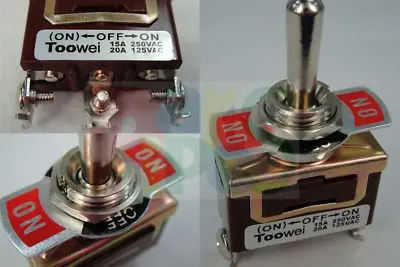 (ON)←OFF→ON
Toowei 15A 250VAC
20A 125VAC
ON
ON
(ON)←OFF→ON
Toowei 15A 250VAC
20A 125VAC
ON
OFF
ON